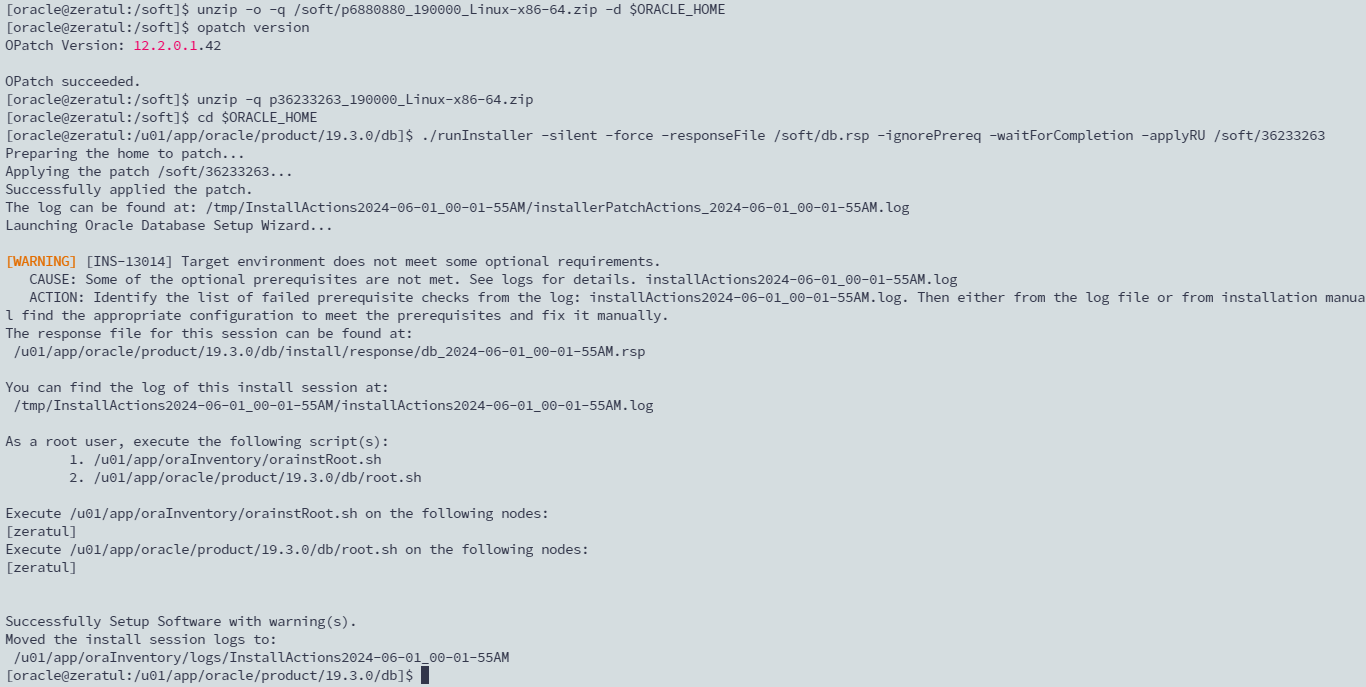 [oracle@zeratul:/soft]$ unzip -o -q /soft/p6880880_190000_Linux-x86-64.zip -d $ORACLE_HOME
[oracle@zeratul:/soft]$ opatch version
OPatch Version: 12.2.0.1.42

OPatch succeeded.
[oracle@zeratul:/soft]$ unzip -q p36233263_190000_Linux-x86-64.zip
[oracle@zeratul:/soft]$ cd $ORACLE_HOME
[oracle@zeratul:/u01/app/oracle/product/19.3.0/db]$ ./runInstaller -silent -force -responseFile /soft/db.rsp -ignorePrereq -waitForCompletion -applyRU /soft/36233263
Preparing the home to patch...
Applying the patch /soft/36233263...
Successfully applied the patch.
The log can be found at: /tmp/InstallActions2024-06-01_00-01-55AM/installerPatchActions_2024-06-01_00-01-55AM.log
Launching Oracle Database Setup Wizard...

[WARNING] [INS-13014] Target environment does not meet some optional requirements.
   CAUSE: Some of the optional prerequisites are not met. See logs for details. installActions2024-06-01_00-01-55AM.log
   ACTION: Identify the list of failed prerequisite checks from the log: installActions2024-06-01_00-01-55AM.log. Then either from the log file or from installation manua
l find the appropriate configuration to meet the prerequisites and fix it manually.
The response file for this session can be found at:
 /u01/app/oracle/product/19.3.0/db/install/response/db_2024-06-01_00-01-55AM.rsp

You can find the log of this install session at:
 /tmp/InstallActions2024-06-01_00-01-55AM/installActions2024-06-01_00-01-55AM.log

As a root user, execute the following script(s):
        1. /u01/app/oraInventory/orainstRoot.sh
        2. /u01/app/oracle/product/19.3.0/db/root.sh

Execute /u01/app/oraInventory/orainstRoot.sh on the following nodes:
[zeratul]
Execute /u01/app/oracle/product/19.3.0/db/root.sh on the following nodes:
[zeratul]


Successfully Setup Software with warning(s).
Moved the install session logs to:
 /u01/app/oraInventory/logs/InstallActions2024-06-01_00-01-55AM
[oracle@zeratul:/u01/app/oracle/product/19.3.0/db]$